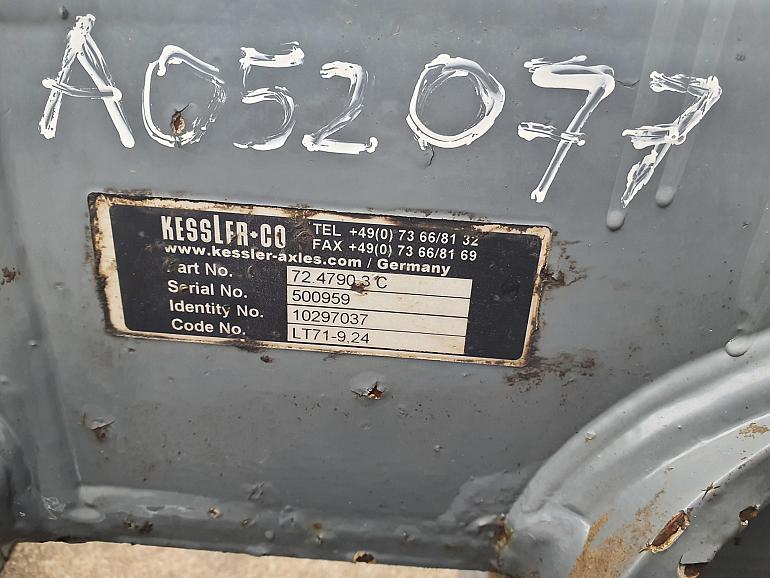 A052077
KESSLER+CO
TEL +49(0) 73 66/81 32
FAX +49(0) 73 66/81 69
www.kessler-axles.com / Germany
Part No. 72.4790.3 C
Serial No. 500959
Identity No. 10297037
Code No. LT71-9,24